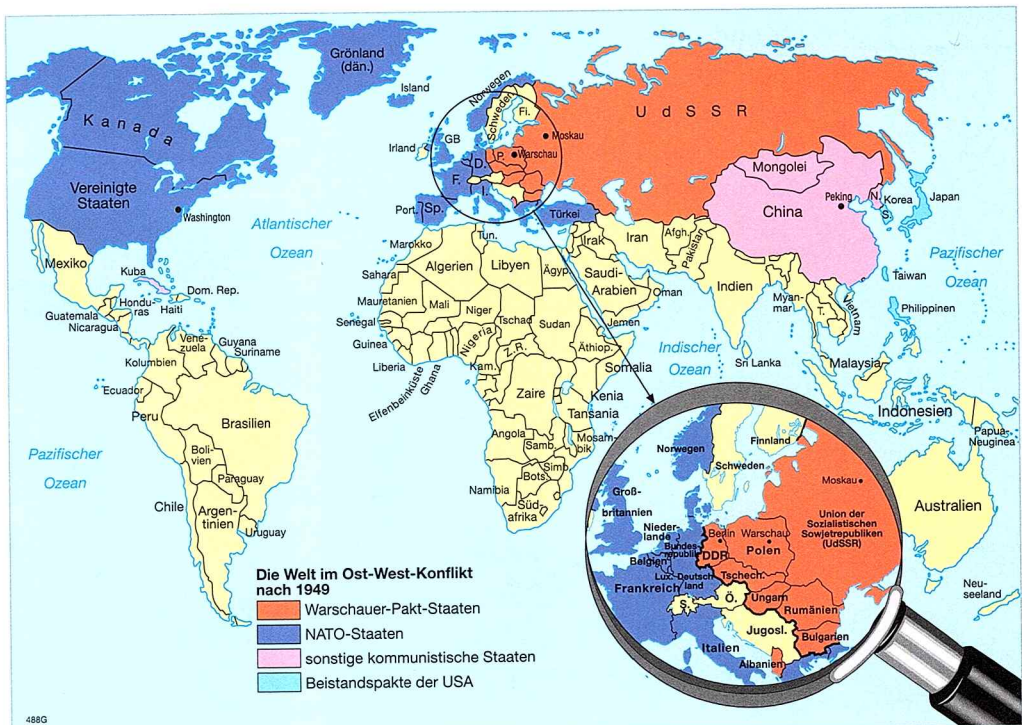 Grönland
(dän.)
Island
Norwegen
Schweden
Fi.
Kanada
UdSSR
GB
Moskau
Irland
D.
P.
Warschau
F.
I.
Mongolei
Vereinigte
Staaten
Washington
Port.
Sp.
Türkei
Peking
China
N.
Korea
S.
Japan
Atlantischer
Ozean
Pazifischer
Ozean
Mexiko
Marokko
Tun.
Irak
Iran
Afgh.
Pakistan
Sahara
Algerien
Libyen
Ägyp.
Saudi-
Arabien
Indien
Taiwan
Kuba
Dom. Rep.
Oman
Mauretanien
Mali
Niger
Tschad
Sudan
Myan-
mar
T.
Vietnam
Philippinen
Hondu-
ras
Haiti
Guatemala
Nicaragua
Senegal
Jemen
Guinea
Nigeria
Z.R.
Äthiop.
Indischer
Ozean
Vene-
zuela
Guyana
Suriname
Kolumbien
Liberia
Elfenbeinküste
Ghana
Kam.
Somalia
Sri Lanka
Malaysia
Ecuador
Zaire
Kenia
Tansania
Indonesien
Peru
Brasilien
Papua-
Neuginea
Angola
Samb.
Mosam-
bik
Pazifischer
Ozean
Boli-
vien
Simb.
Bots.
Namibia
Süd-
afrika
Paraguay
Chile
Argen-
tinien
Uruguay
Australien
Neu-
seeland
Norwegen
Finnland
Schweden
Moskau
Groß-
britannien
Nieder-
lande
Berlin
Warschau
Union der
Sozialistischen
Sowjetrepubliken
(UdSSR)
Bundes-
republik
DDR
Polen
Belgien
Lux.
Deutsch
land
Tschech.
Frankreich
Ö.
Ungarn
S.
Rumänien
Jugosl.
Bulgarien
Italien
Albanien
Die Welt im Ost-West-Konflikt
nach 1949
Warschauer-Pakt-Staaten
NATO-Staaten
sonstige kommunistische Staaten
Beistandspakte der USA
488G